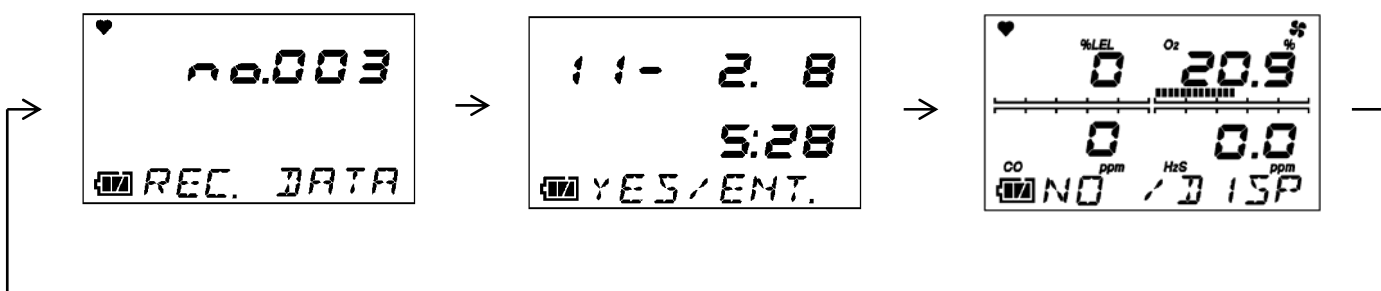 no.003
REC. DATA
11- 2. 8
5:28
YES/ENT.
%LEL O2 %
0 20.9
0 0.0
CO ppm H2S ppm
NO /DISP